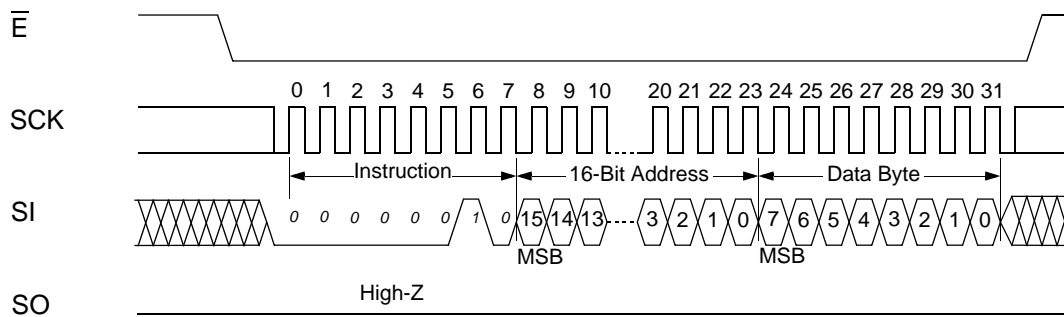 E
0 1 2 3 4 5 6 7 8 9 10 20 21 22 23 24 25 26 27 28 29 30 31
SCK
Instruction 16-Bit Address Data Byte
SI 0 0 0 0 0 0 1 0 15 14 13 3 2 1 0 7 6 5 4 3 2 1 0
MSB MSB
High-Z
SO